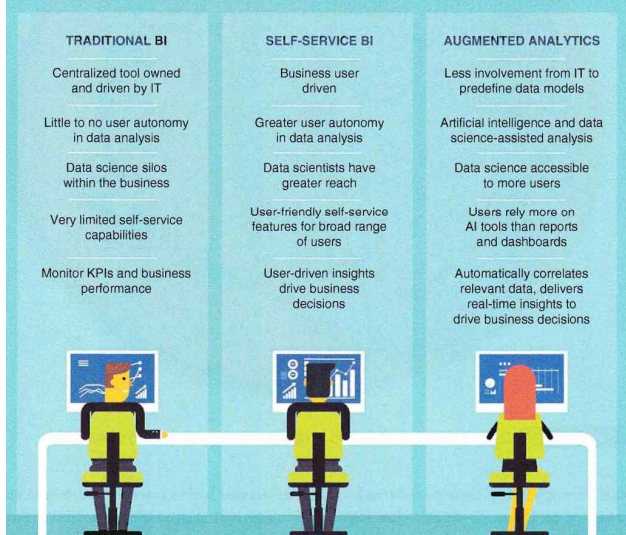 TRADITIONAL BI
Centralized tool owned
and driven by IT
Little to no user autonomy
in data analysis
Data science silos
within the business
Very limited self-service
capabilities
Monitor KPIs and business
performance
SELF-SERVICE BI
Business user
driven
Greater user autonomy
in data analysis
Data scientists have
greater reach
User-friendly self-service
features for broad range
of users
User-driven insights
drive business
decisions
AUGMENTED ANALYTICS
Less involvement from IT to
predefine data models
Artificial intelligence and data
science-assisted analysis
Data science accessible
to more users
Users rely more on
AI tools than reports
and dashboards
Automatically correlates
relevant data, delivers
real-time insights to
drive business decisions